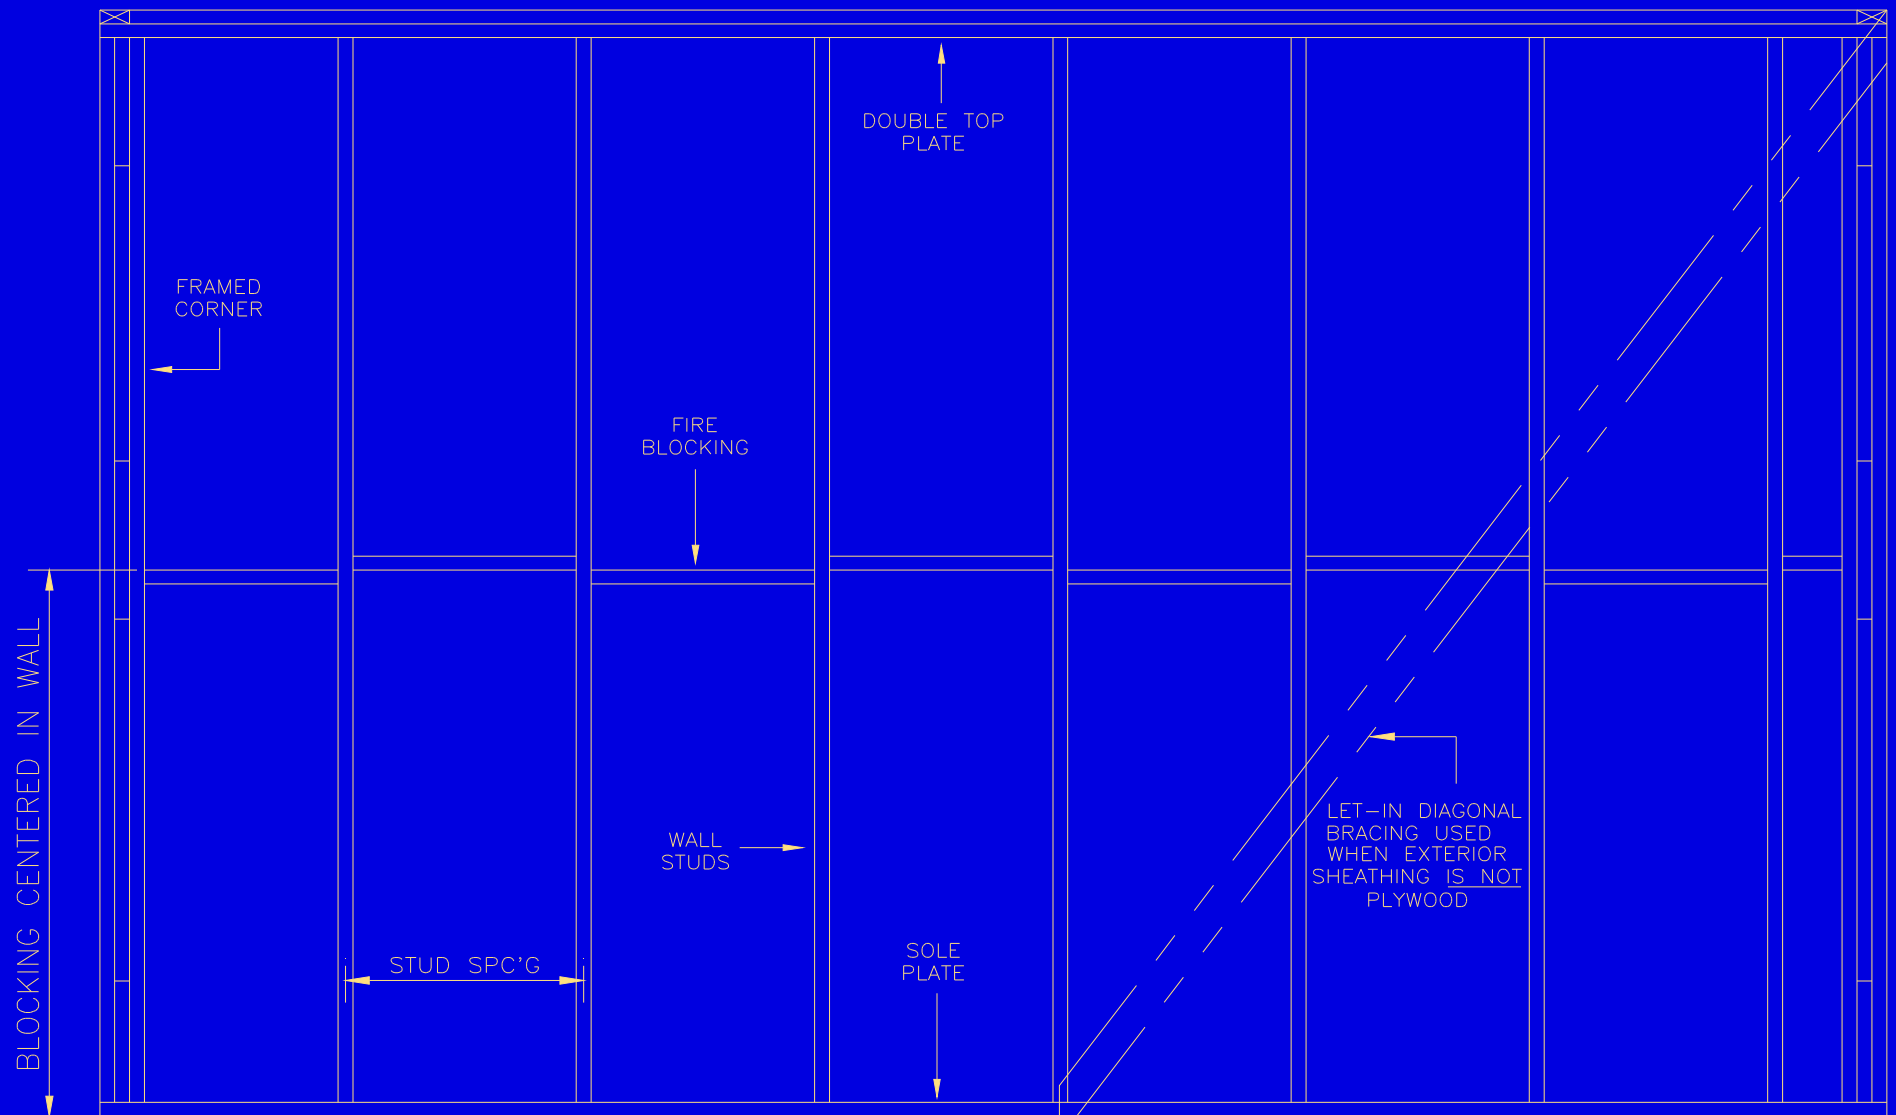 DOUBLE TOP
PLATE
FRAMED
CORNER
FIRE
BLOCKING
BLOCKING CENTERED IN WALL
WALL
STUDS
LET-IN DIAGONAL
BRACING USED
WHEN EXTERIOR
SHEATHING IS NOT
PLYWOOD
SOLE
PLATE
STUD SPC'G